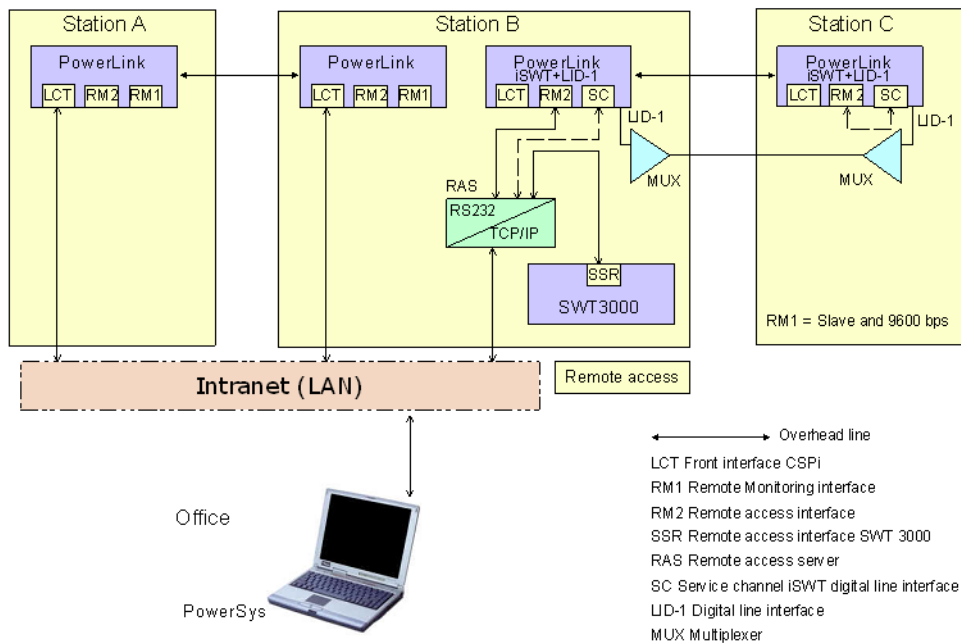 Station A
PowerLink
LCT RM2 RM1
Station B
PowerLink
LCT RM2 RM1
PowerLink
iSWT+LID-1
LCT RM2 SC
LID-1
MUX
RAS
RS232
TCP/IP
SSR
SWT3000
Station C
PowerLink
iSWT+LID-1
LCT RM2 SC
LID-1
MUX
RM1 = Slave and 9600 bps
Intranet (LAN)
Remote access
Office
PowerSys
Overhead line
LCT Front interface CSPi
RM1 Remote Monitoring interface
RM2 Remote access interface
SSR Remote access interface SWT 3000
RAS Remote access server
SC Service channel iSWT digital line interface
LID-1 Digital line interface
MUX Multiplexer